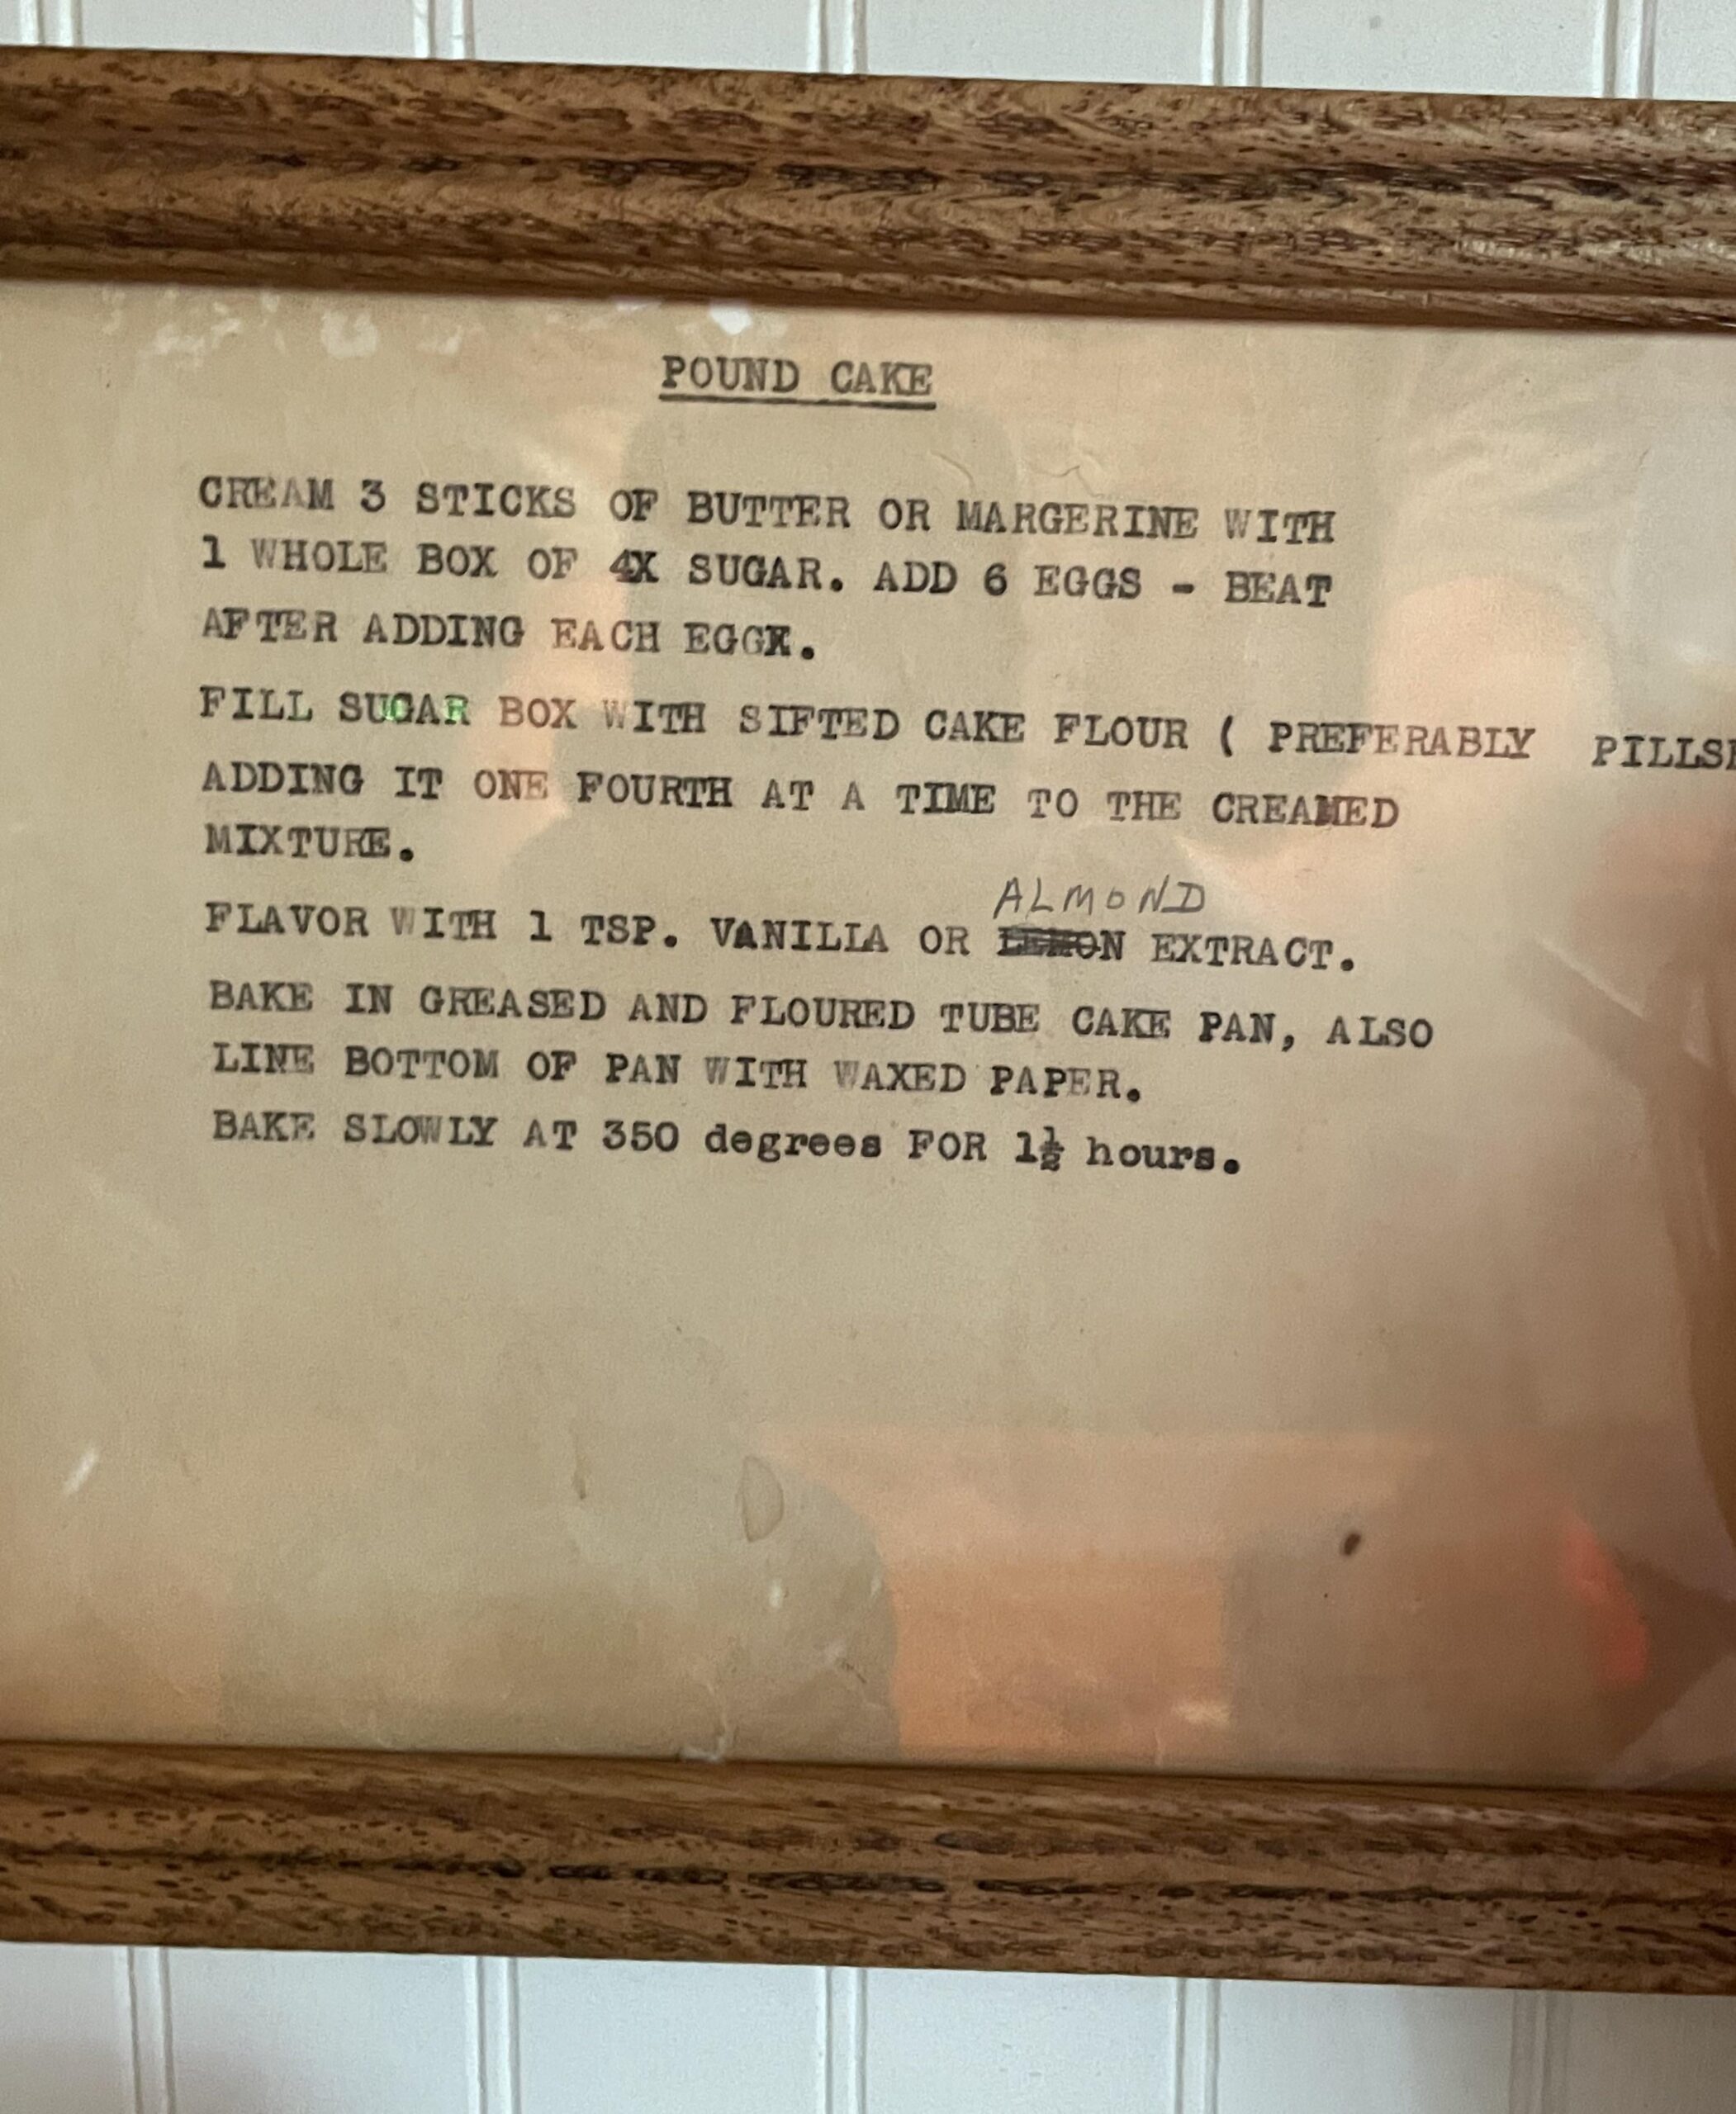 POUND CAKE
CREAM 3 STICKS OF BUTTER OR MARGERINE WITH
1 WHOLE BOX OF 4X SUGAR. ADD 6 EGGS - BEAT
AFTER ADDING EACH EGGX.
FILL SUGAR BOX WITH SIFTED CAKE FLOUR ( PREFERABLY
ADDING IT ONE FOURTH AT A TIME TO THE CREAMED
MIXTURE.
ALMOND
FLAVOR WITH 1 TSP. VANILLA OR LEMON EXTRACT.
BAKE IN GREASED AND FLOURED TUBE CAKE PAN, ALSO
LINE BOTTOM OF PAN WITH WAXED PAPER.
BAKE SLOWLY AT 350 degrees FOR 1½ hours.